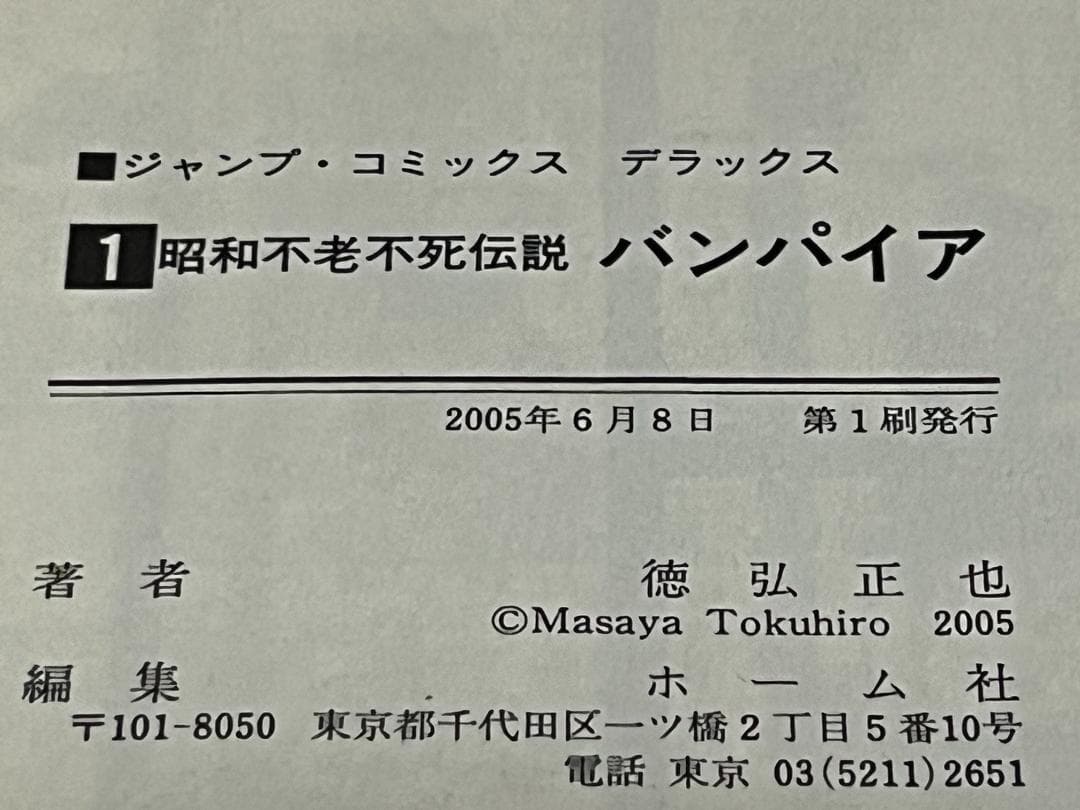 ■ジャンプ・コミックス　デラックス
1 昭和不老不死伝説 バンパイア
2005年6月8日　第1刷発行
著者　徳弘正也
©Masaya Tokuhiro 2005
編集　ホーム社
〒101-8050 東京都千代田区一ツ橋2丁目5番10号
電話 東京 03(5211)2651